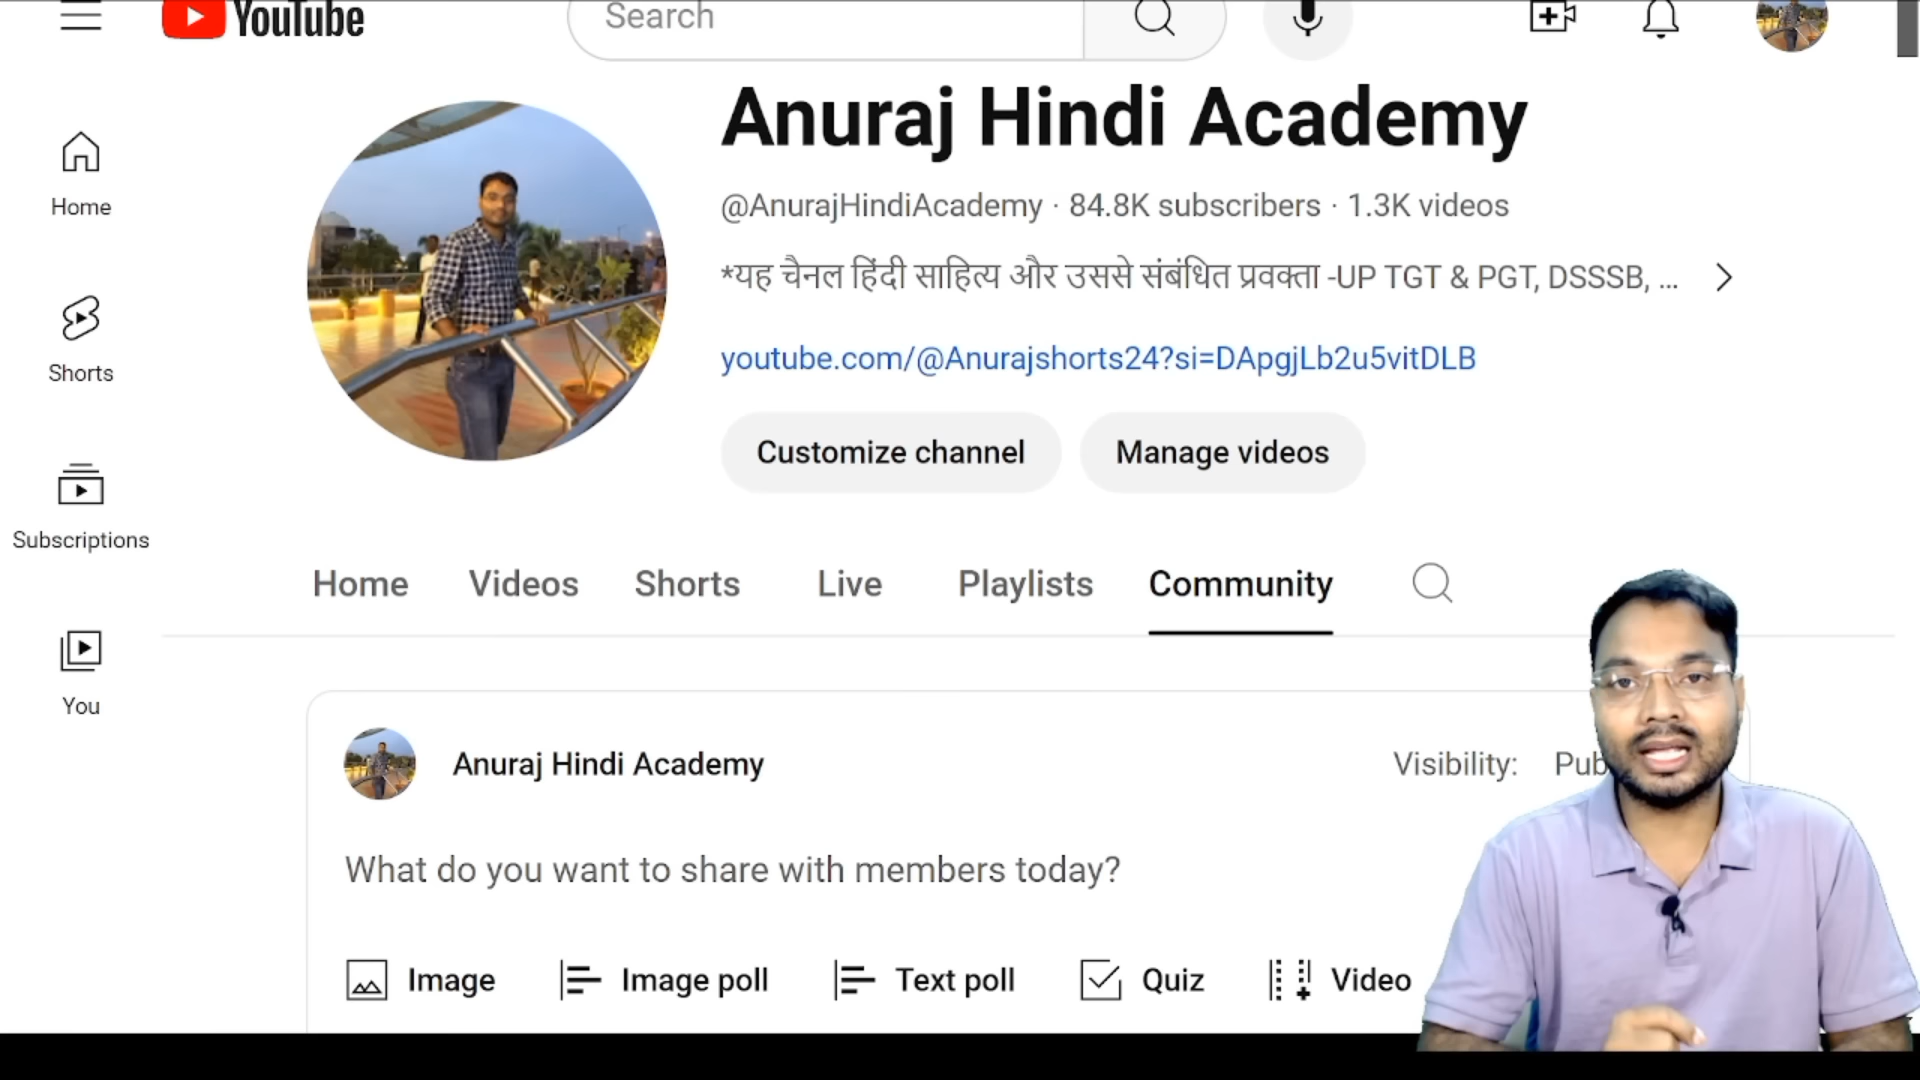 YouTube
Search
Anuraj Hindi Academy
@AnurajHindiAcademy · 84.8K subscribers · 1.3K videos
*यह चैनल हिंदी साहित्य और उससे संबंधित प्रवक्ता -UP TGT & PGT, DSSSB, ...
youtube.com/@Anurajshorts24?si=DApgjLb2u5vitDLB
Customize channel
Manage videos
Home
Shorts
Subscriptions
You
Home Videos Shorts Live Playlists Community
Anuraj Hindi Academy
Visibility:
What do you want to share with members today?
Image Image poll Text poll Quiz Video